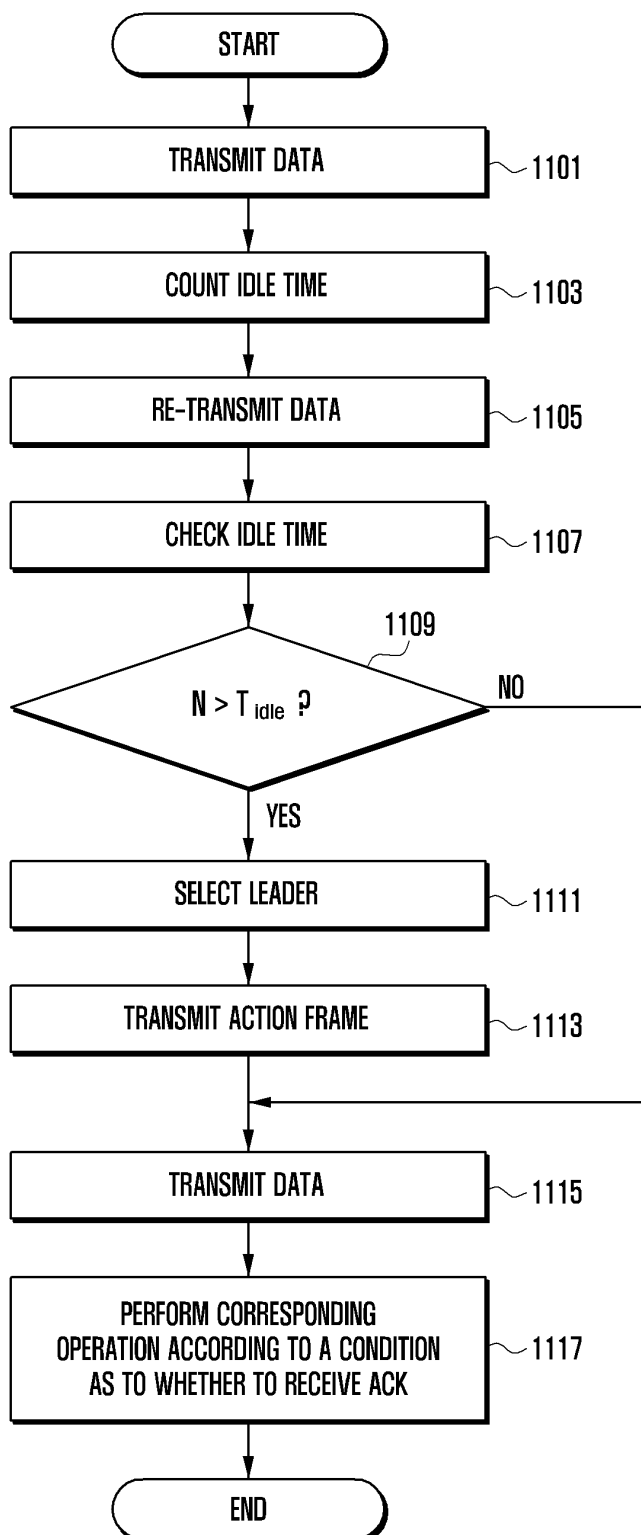 START
TRANSMIT DATA
1101
COUNT IDLE TIME
1103
RE-TRANSMIT DATA
1105
CHECK IDLE TIME
1107
1109
N > T idle ?
NO
YES
SELECT LEADER
1111
TRANSMIT ACTION FRAME
1113
TRANSMIT DATA
1115
PERFORM CORRESPONDING
OPERATION ACCORDING TO A CONDITION
AS TO WHETHER TO RECEIVE ACK
1117
END